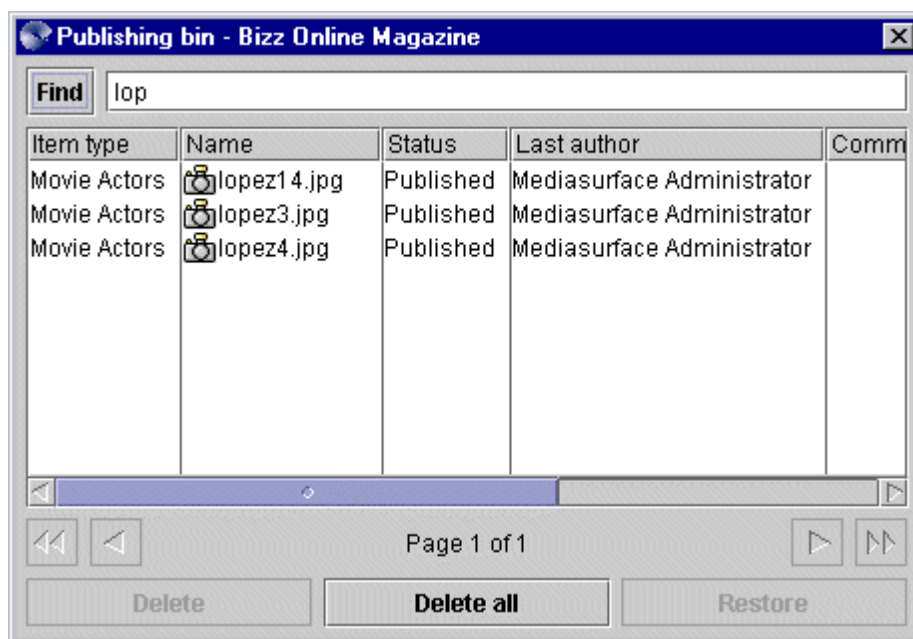 Publishing bin - Bizz Online Magazine
Find lop
Item type Name Status Last author Comm
Movie Actors lopez14.jpg Published Mediasurface Administrator
Movie Actors lopez3.jpg Published Mediasurface Administrator
Movie Actors lopez4.jpg Published Mediasurface Administrator
Page 1 of 1
Delete Delete all Restore